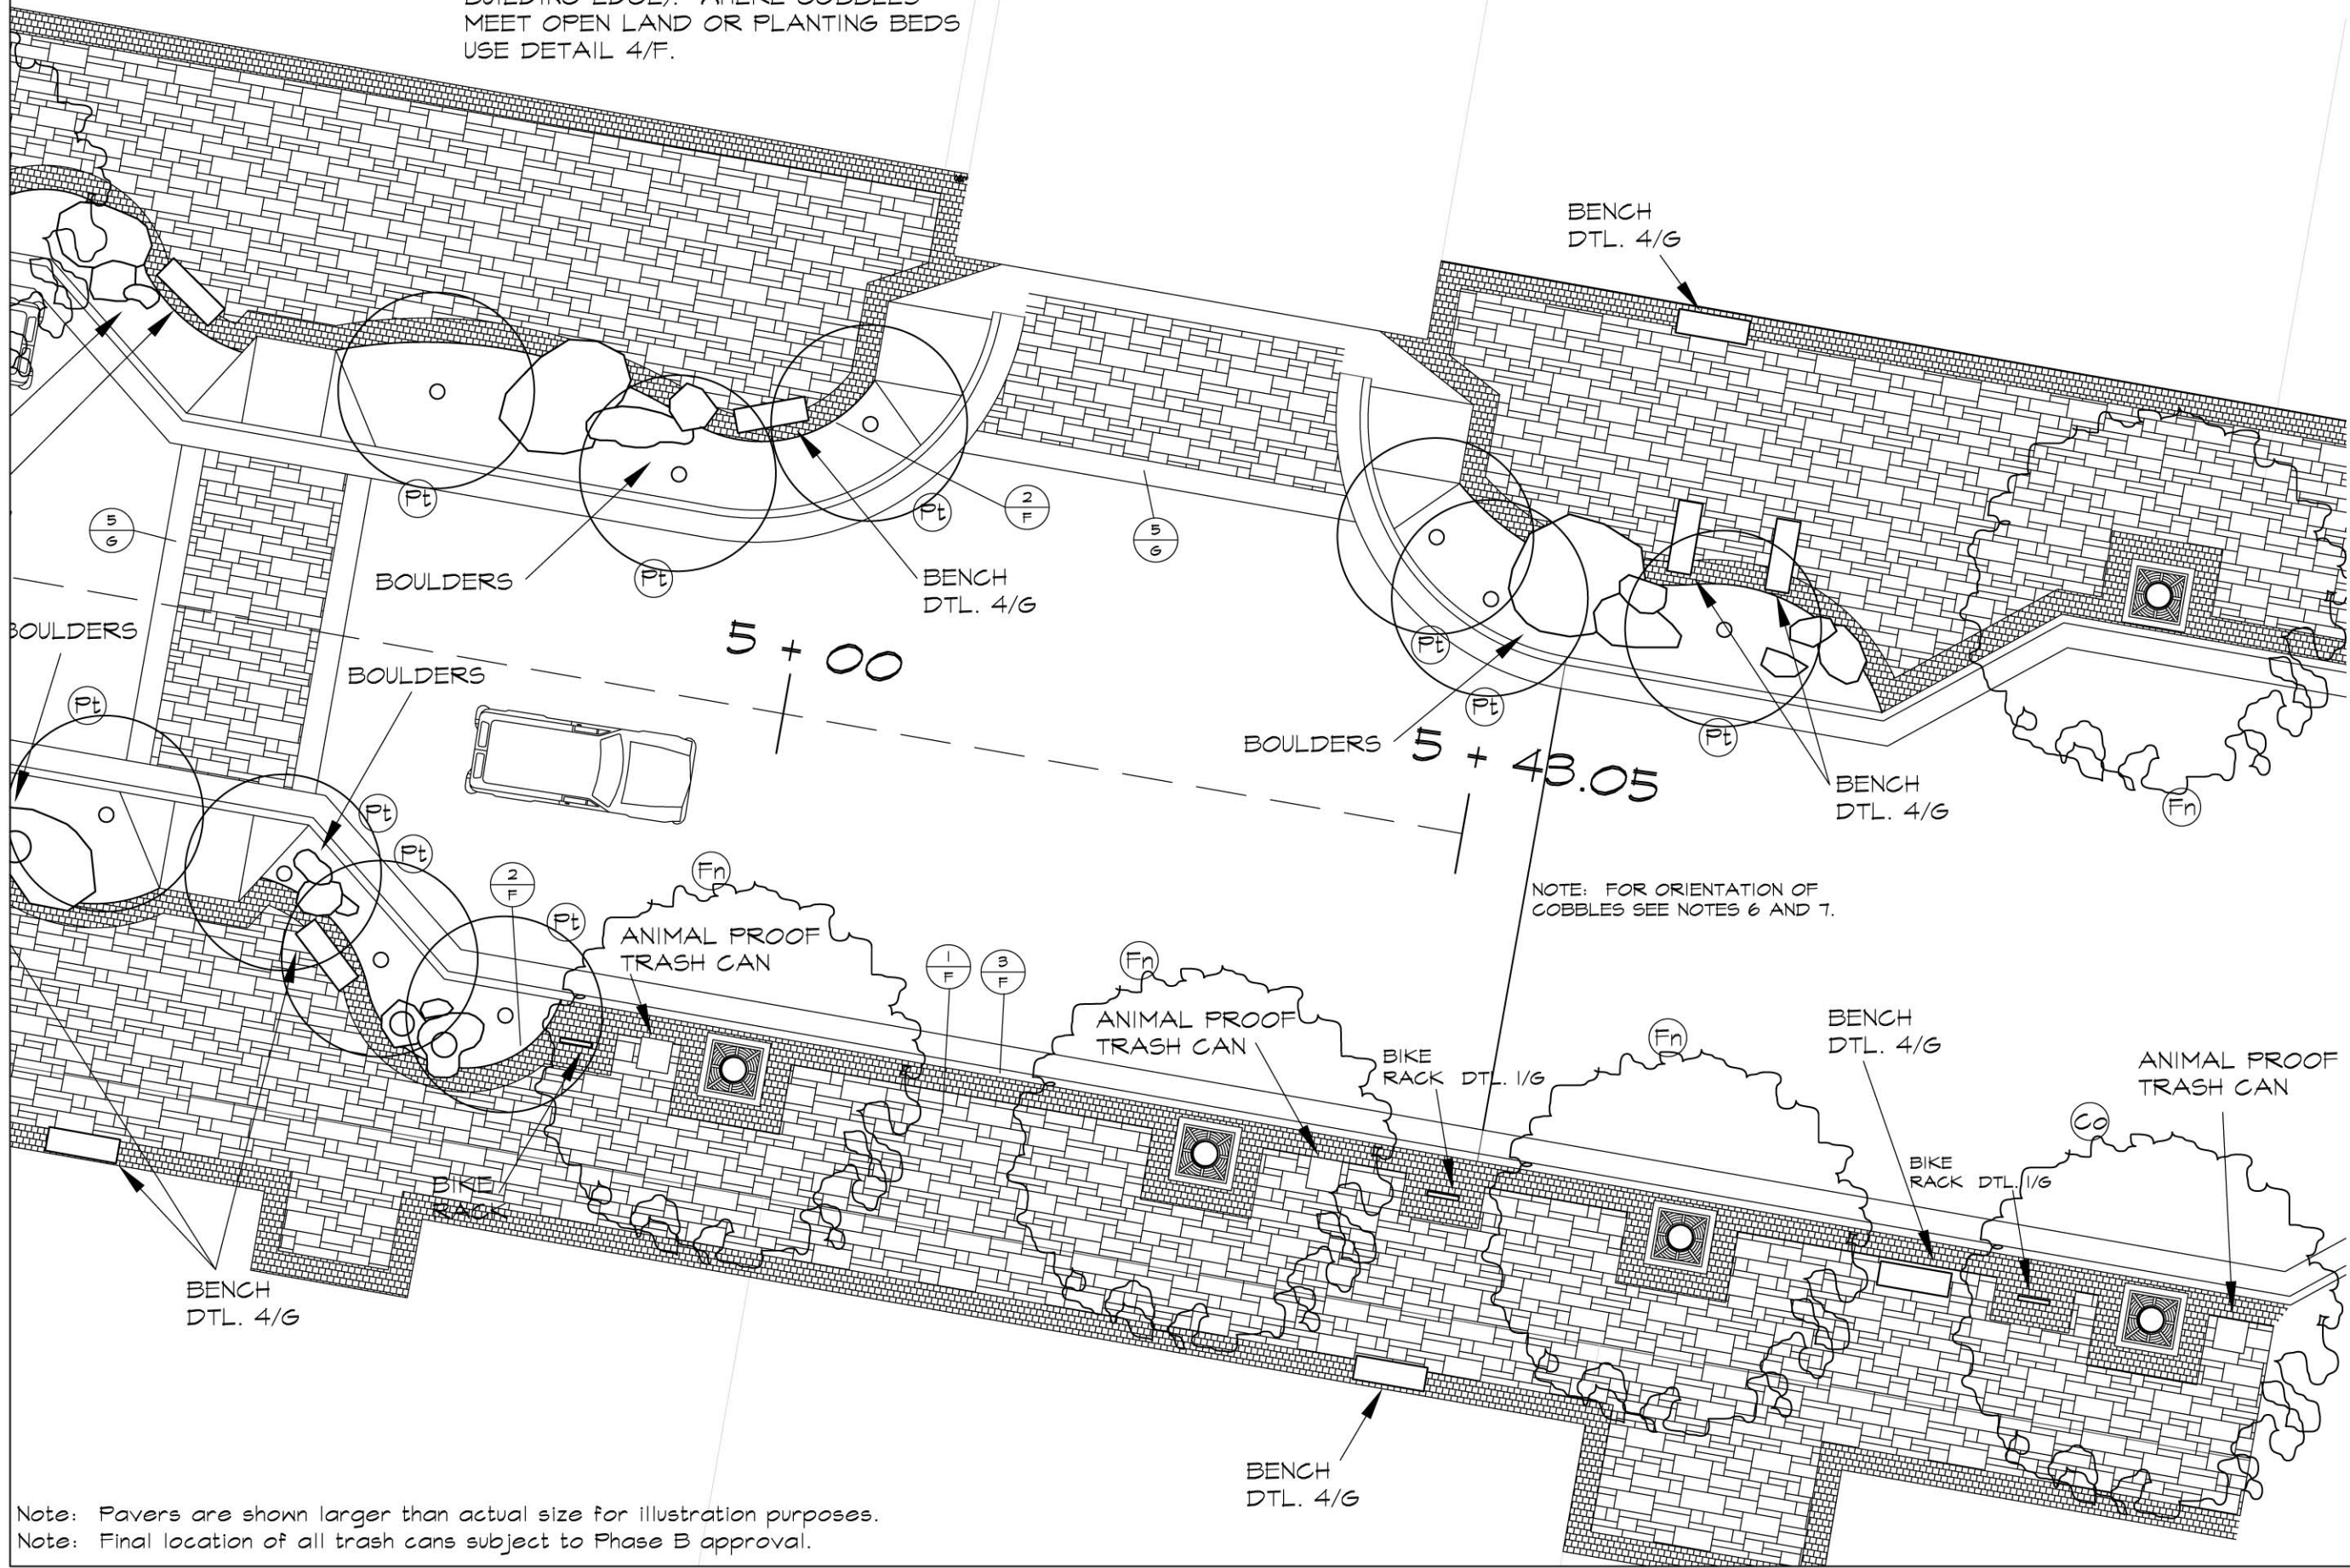 BUILDING EDGE). WHERE COBBLES
MEET OPEN LAND OR PLANTING BEDS
USE DETAIL 4/F.
BENCH
DTL. 4/G
Pt
Pt
2
F
5
G
5
G
BOULDERS
Pt
BENCH
DTL. 4/G
BOULDERS
5 + 00
Pt
BOULDERS
Pt
Pt
Pt
BOULDERS
5 + 43.05
BENCH
DTL. 4/G
Fn
Pt
Pt
2
F
Fn
Pt
NOTE: FOR ORIENTATION OF
COBBLES SEE NOTES 6 AND 7.
ANIMAL PROOF
TRASH CAN
1
F
3
F
Fn
ANIMAL PROOF
TRASH CAN
BIKE
RACK DTL. 1/G
Fn
BENCH
DTL. 4/G
ANIMAL PROOF
TRASH CAN
Co
BIKE
RACK DTL. 1/G
BIKE
RACK
BENCH
DTL. 4/G
BENCH
DTL. 4/G
Note: Pavers are shown larger than actual size for illustration purposes.
Note: Final location of all trash cans subject to Phase B approval.